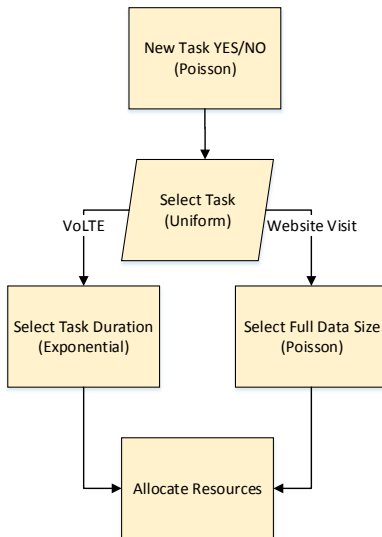 New Task YES/NO
(Poisson)
Select Task
(Uniform)
VoLTE
Website Visit
Select Task Duration
(Exponential)
Select Full Data Size
(Poisson)
Allocate Resources